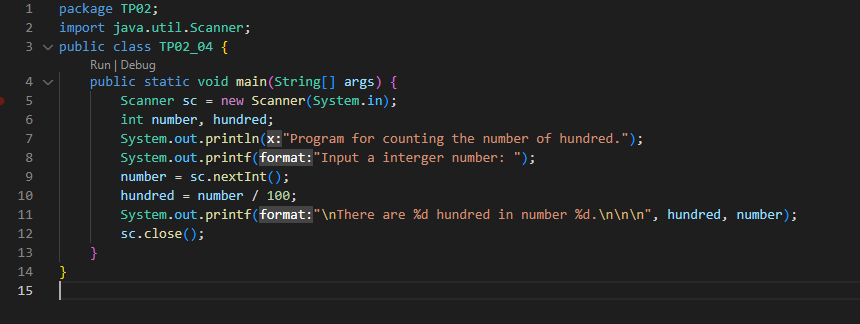 1 package TP02;
2 import java.util.Scanner;
3 public class TP02_04 {
Run | Debug
4 public static void main(String[] args) {
5 Scanner sc = new Scanner(System.in);
6 int number, hundred;
7 System.out.println(x:"Program for counting the number of hundred.");
8 System.out.printf(format:"Input a interger number: ");
9 number = sc.nextInt();
10 hundred = number / 100;
11 System.out.printf(format:"\nThere are %d hundred in number %d.\n\n\n", hundred, number);
12 sc.close();
13 }
14 }
15